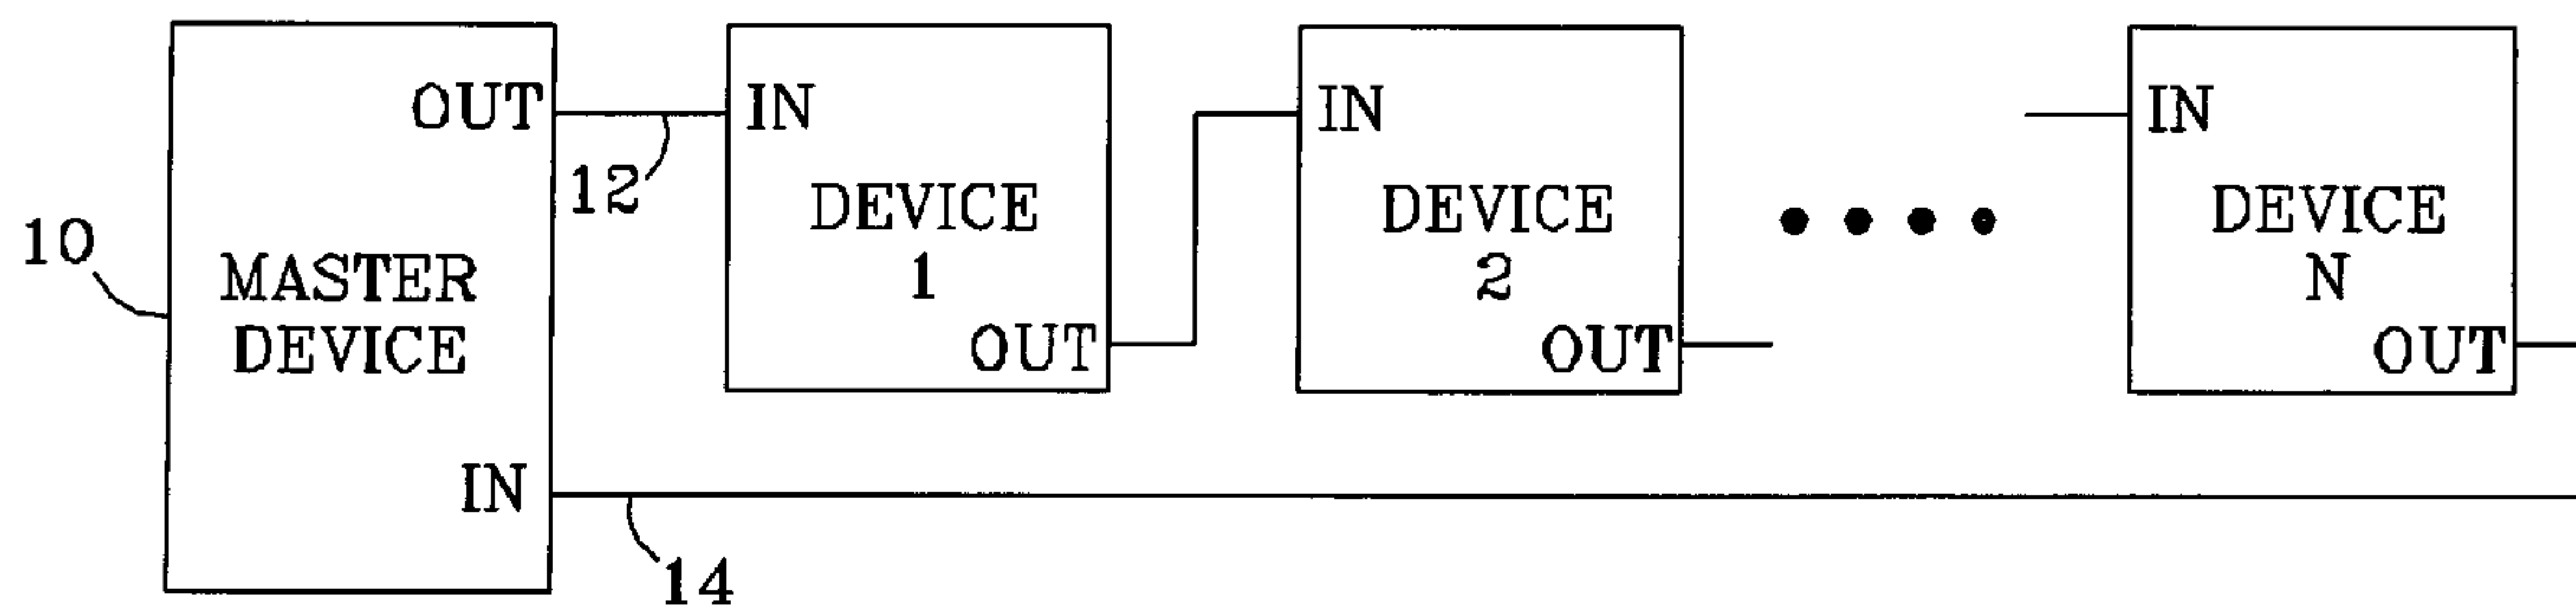 10
MASTER
DEVICE
OUT
IN
12
14
IN
DEVICE
1
OUT
IN
DEVICE
2
OUT
IN
DEVICE
N
OUT